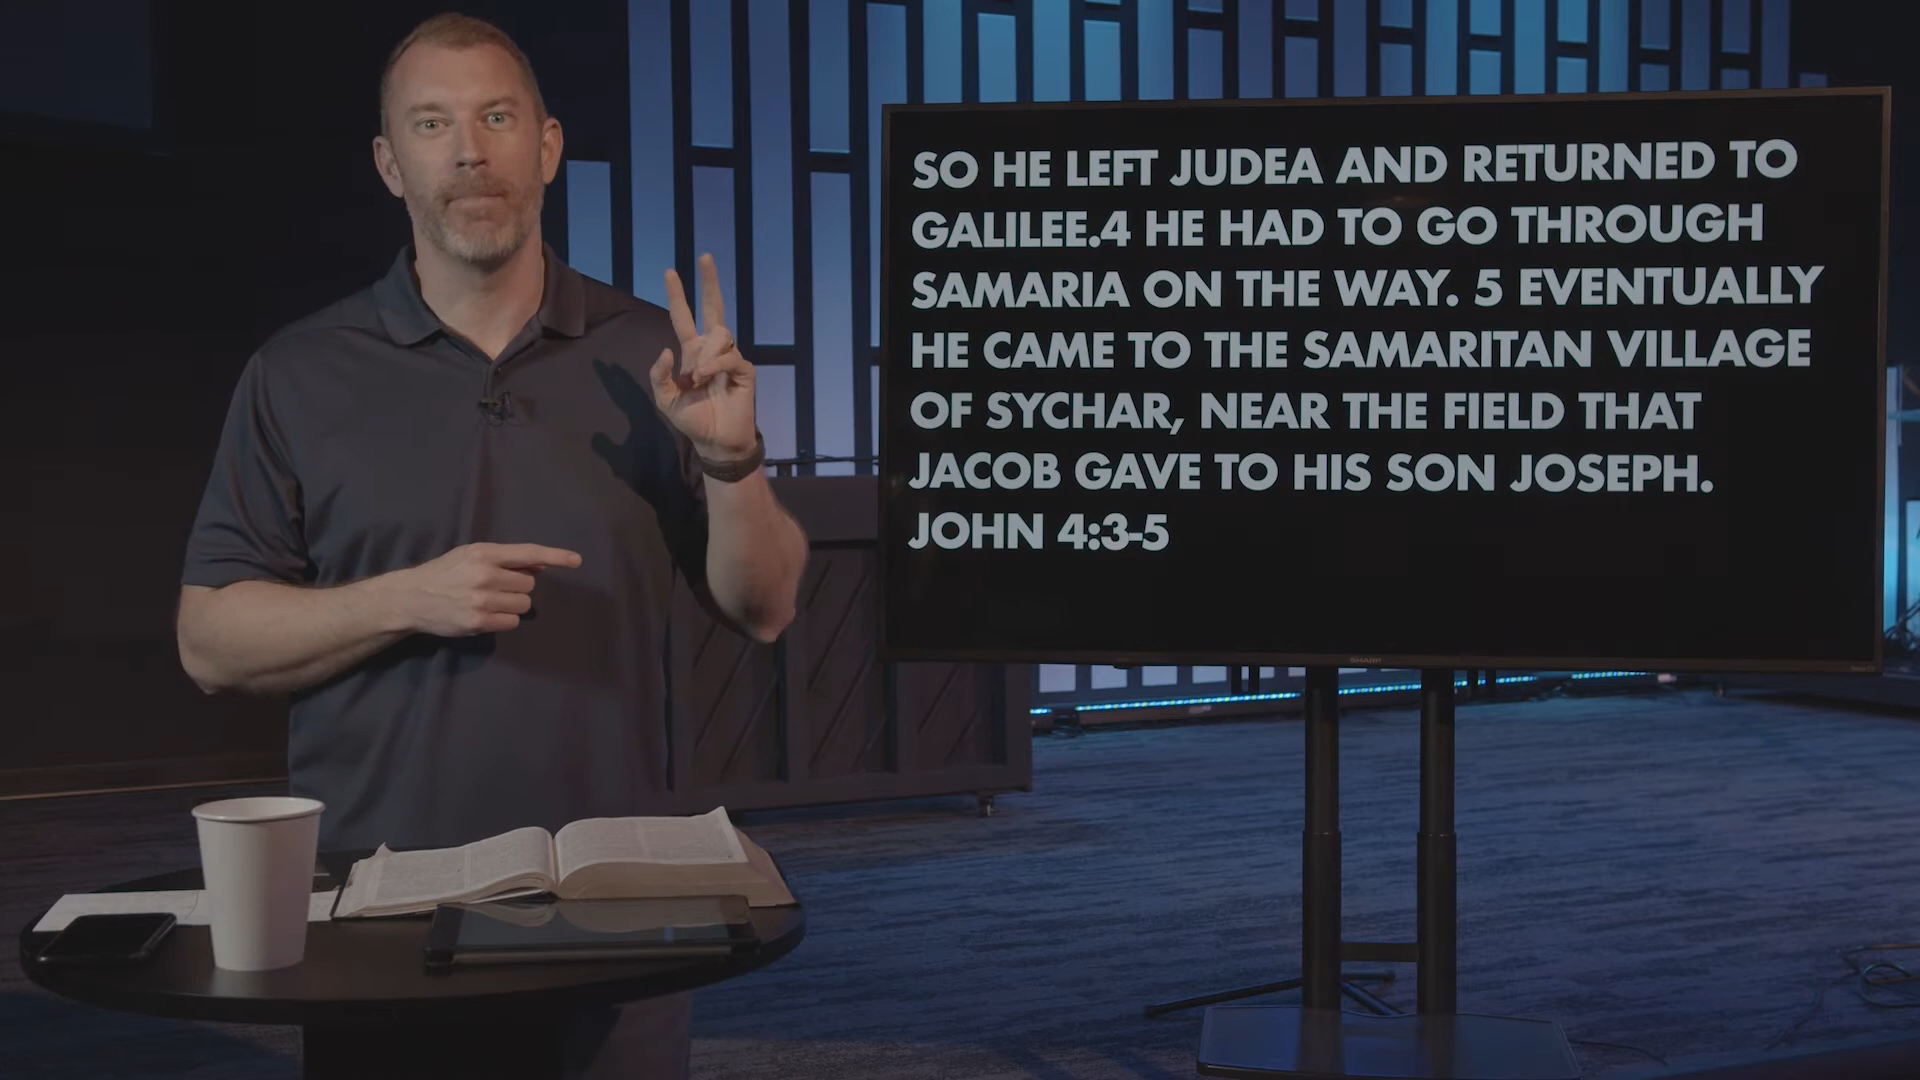 SO HE LEFT JUDEA AND RETURNED TO
GALILEE.4 HE HAD TO GO THROUGH
SAMARIA ON THE WAY. 5 EVENTUALLY
HE CAME TO THE SAMARITAN VILLAGE
OF SYCHAR, NEAR THE FIELD THAT
JACOB GAVE TO HIS SON JOSEPH.
JOHN 4:3-5
SHARP